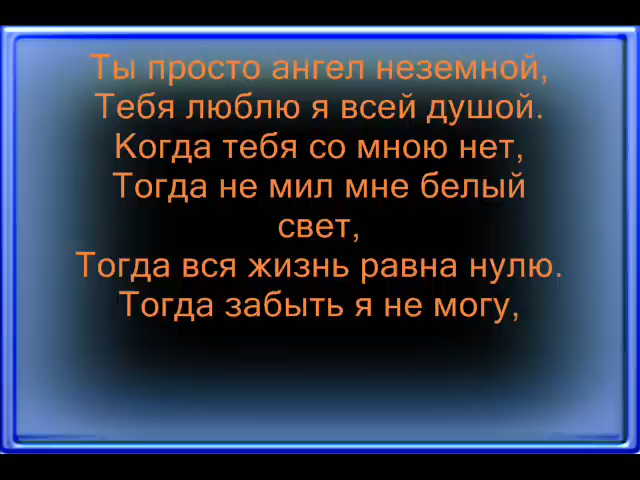 Ты просто ангел неземной,
Тебя люблю я всей душой.
Когда тебя со мною нет,
Тогда не мил мне белый
свет,
Тогда вся жизнь равна нулю.
Тогда забыть я не могу,